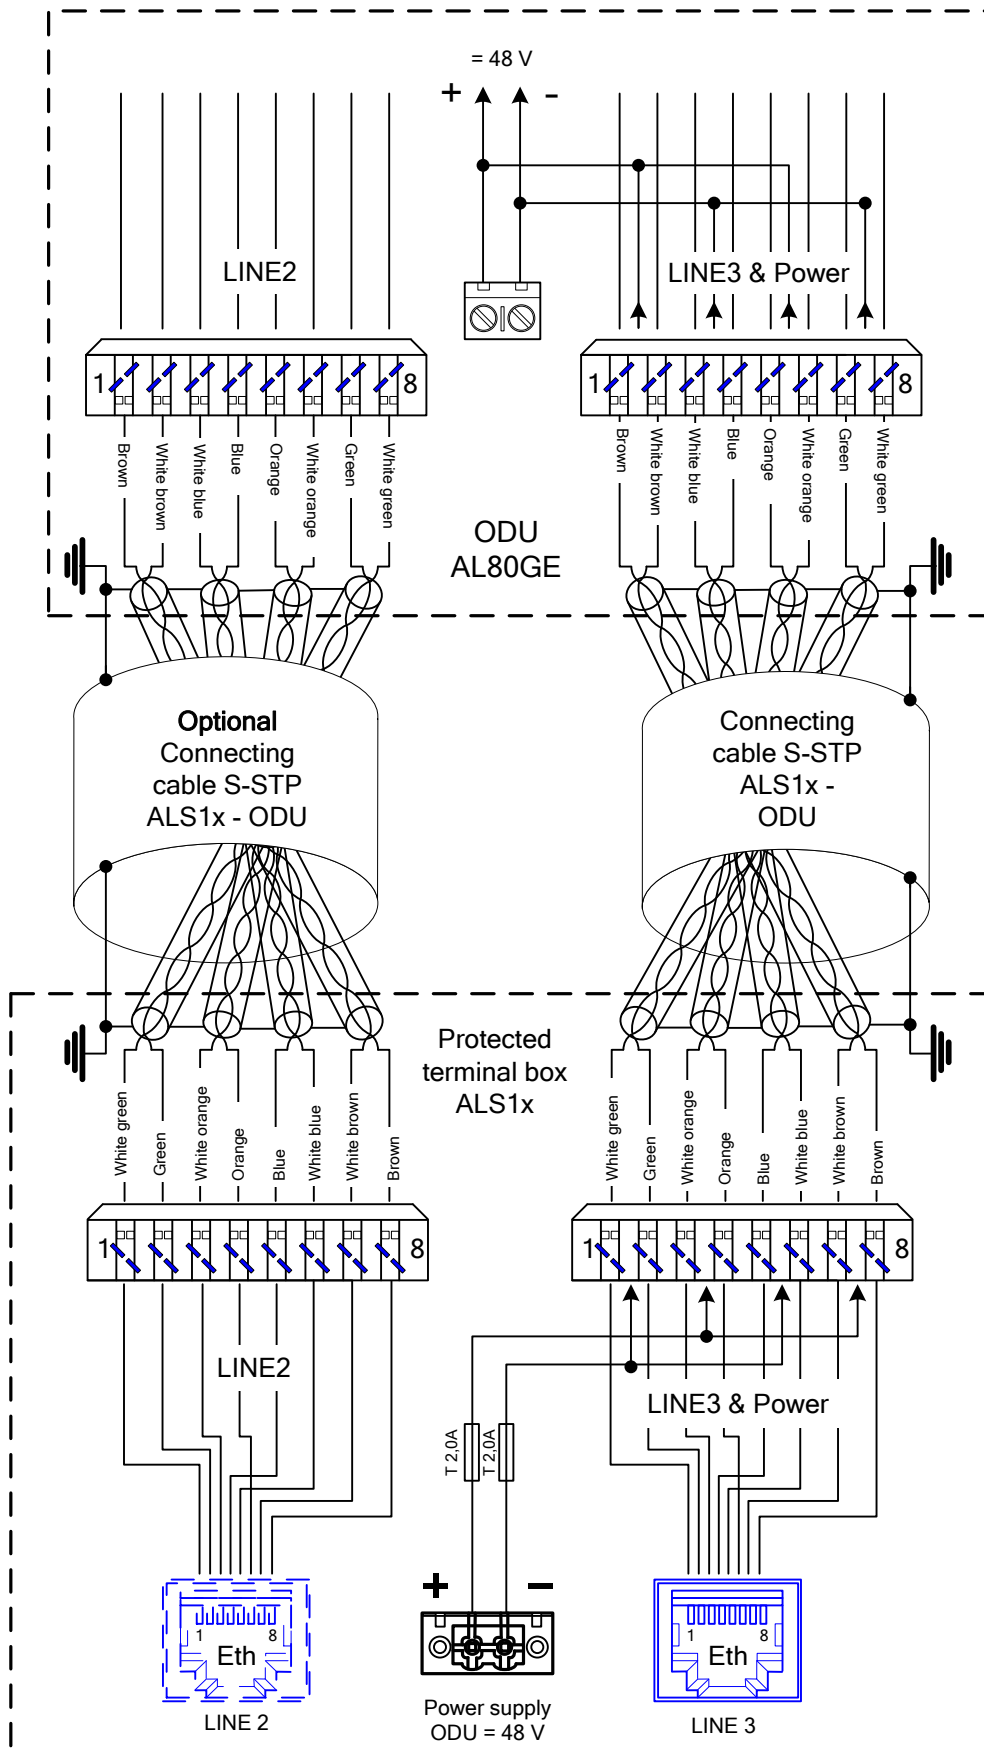 = 48 V
+ -
LINE2
LINE3 & Power
1 8
1 8
Brown
White brown
White blue
Blue
Orange
White orange
Green
White green
Brown
White brown
White blue
Blue
Orange
White orange
Green
White green
ODU
AL80GE
Optional
Connecting
cable S-STP
ALS1x - ODU
Connecting
cable S-STP
ALS1x -
ODU
Protected
terminal box
ALS1x
White green
Green
White orange
Orange
Blue
White blue
White brown
Brown
White green
Green
White orange
Orange
Blue
White blue
White brown
Brown
1 8
1 8
LINE2
LINE3 & Power
T 2,0A
T 2,0A
+ −
1 8
Eth
1 8
Eth
LINE 2
Power supply
ODU = 48 V
LINE 3